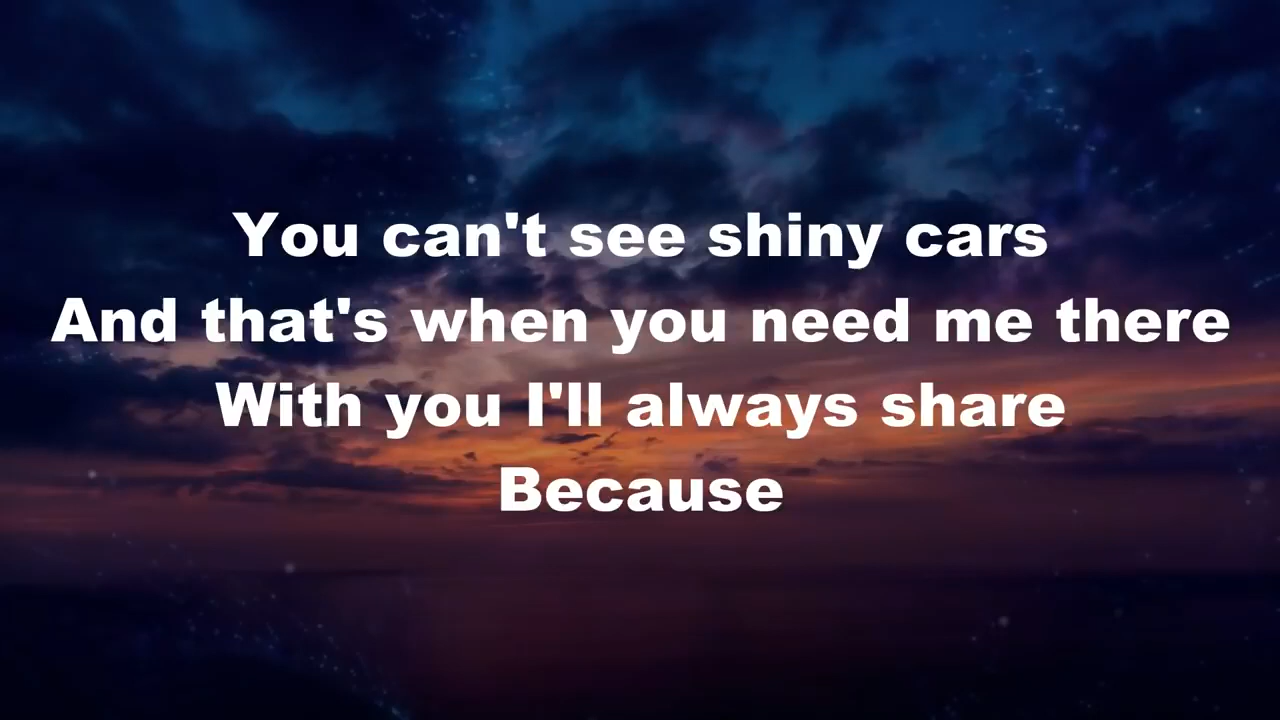 You can't see shiny cars
And that's when you need me there
With you I'll always share
Because